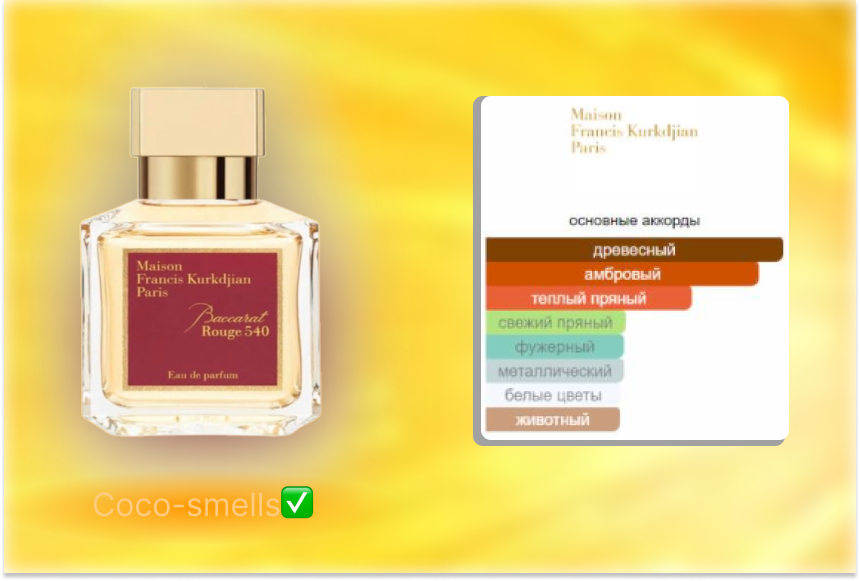 Maison
Francis Kurkdjian
Paris
Baccarat
Rouge 540
Eau de parfum
Coco-smells✅
Maison
Francis Kurkdjian
Paris
основные аккорды
древесный
амбровый
теплый пряный
свежий пряный
фужерный
металлический
белые цветы
животный